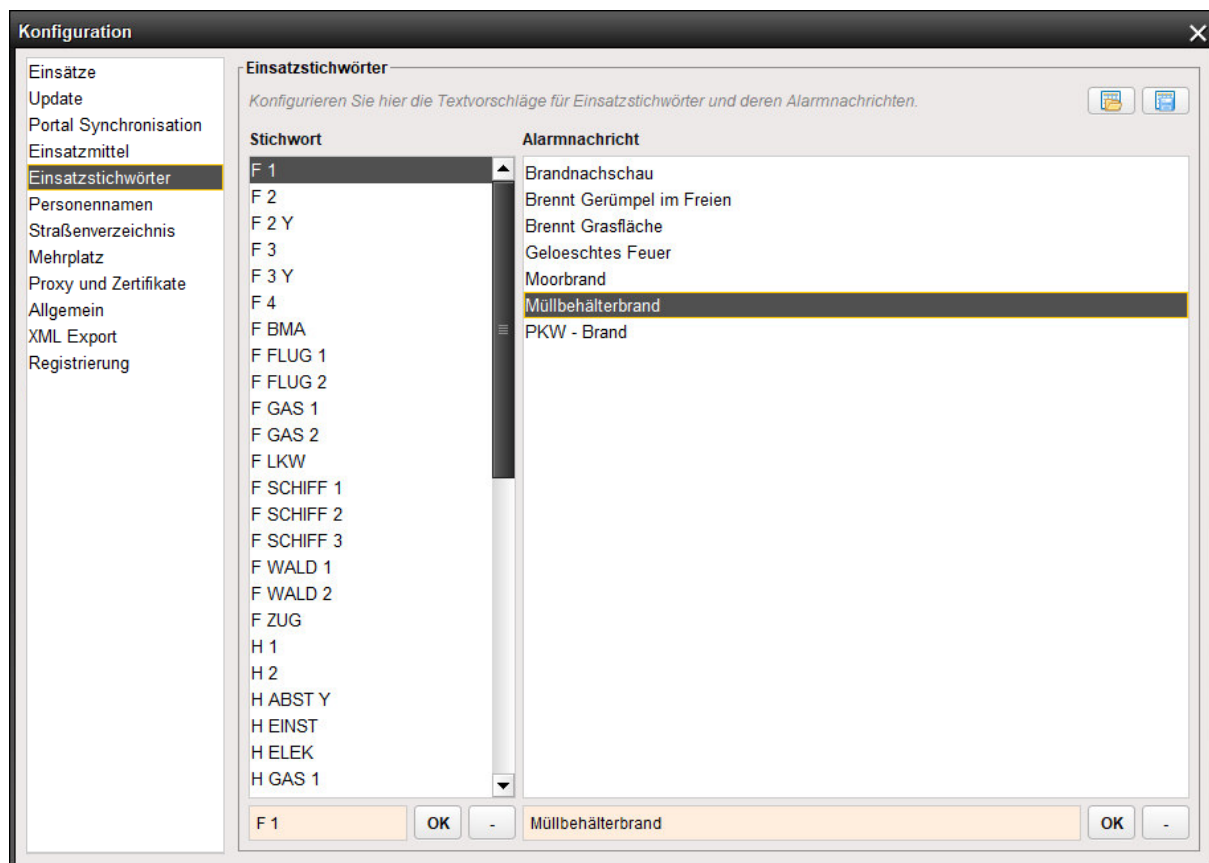 Konfiguration
Einsätze
Update
Portal Synchronisation
Einsatzmittel
Einsatzstichwörter
Personennamen
Straßenverzeichnis
Mehrplatz
Proxy und Zertifikate
Allgemein
XML Export
Registrierung
Einsatzstichwörter
Konfigurieren Sie hier die Textvorschläge für Einsatzstichwörter und deren Alarmnachrichten.
Stichwort
F 1
F 2
F 2 Y
F 3
F 3 Y
F 4
F BMA
F FLUG 1
F FLUG 2
F GAS 1
F GAS 2
F LKW
F SCHIFF 1
F SCHIFF 2
F SCHIFF 3
F WALD 1
F WALD 2
F ZUG
H 1
H 2
H ABST Y
H EINST
H ELEK
H GAS 1
F 1 OK -
Alarmnachricht
Brandnachschau
Brennt Gerümpel im Freien
Brennt Grasfläche
Geloeschtes Feuer
Moorbrand
Müllbehälterbrand
PKW - Brand
Müllbehälterbrand OK -